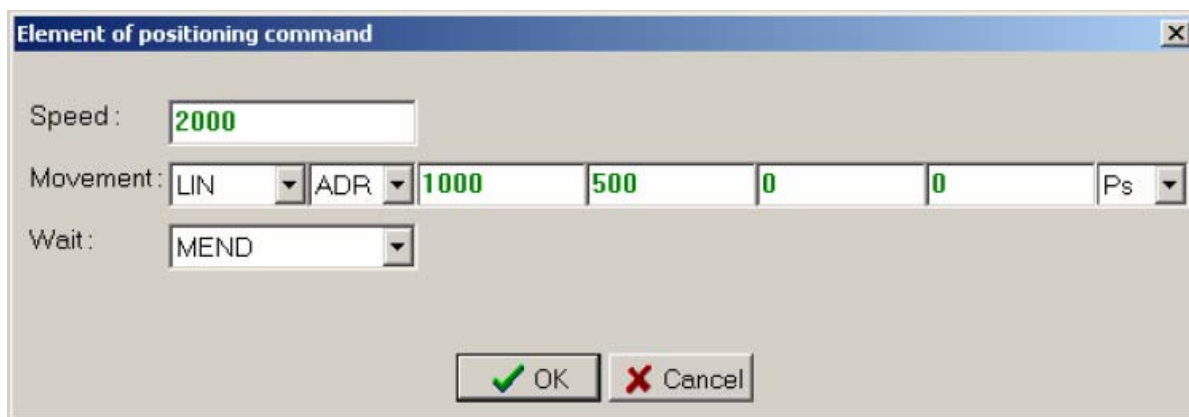 Element of positioning command
Speed : 2000
Movement : LIN ADR 1000 500 0 0 Ps
Wait : MEND
OK Cancel